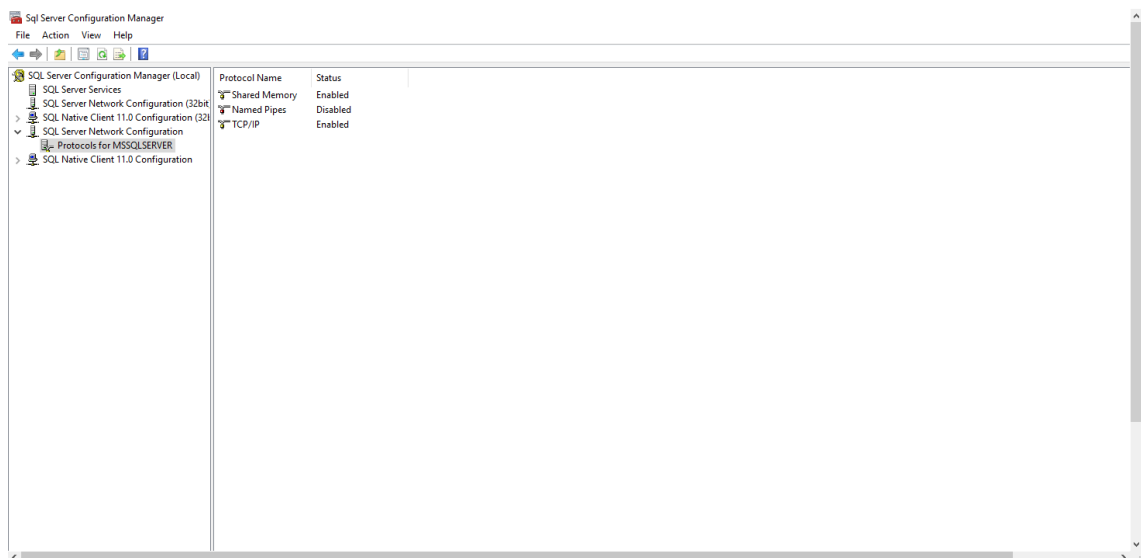 Sql Server Configuration Manager
File Action View Help
SQL Server Configuration Manager (Local)
SQL Server Services
SQL Server Network Configuration (32bit
SQL Native Client 11.0 Configuration (32
SQL Server Network Configuration
Protocols for MSSQLSERVER
SQL Native Client 11.0 Configuration
Protocol Name Status
Shared Memory Enabled
Named Pipes Disabled
TCP/IP Enabled